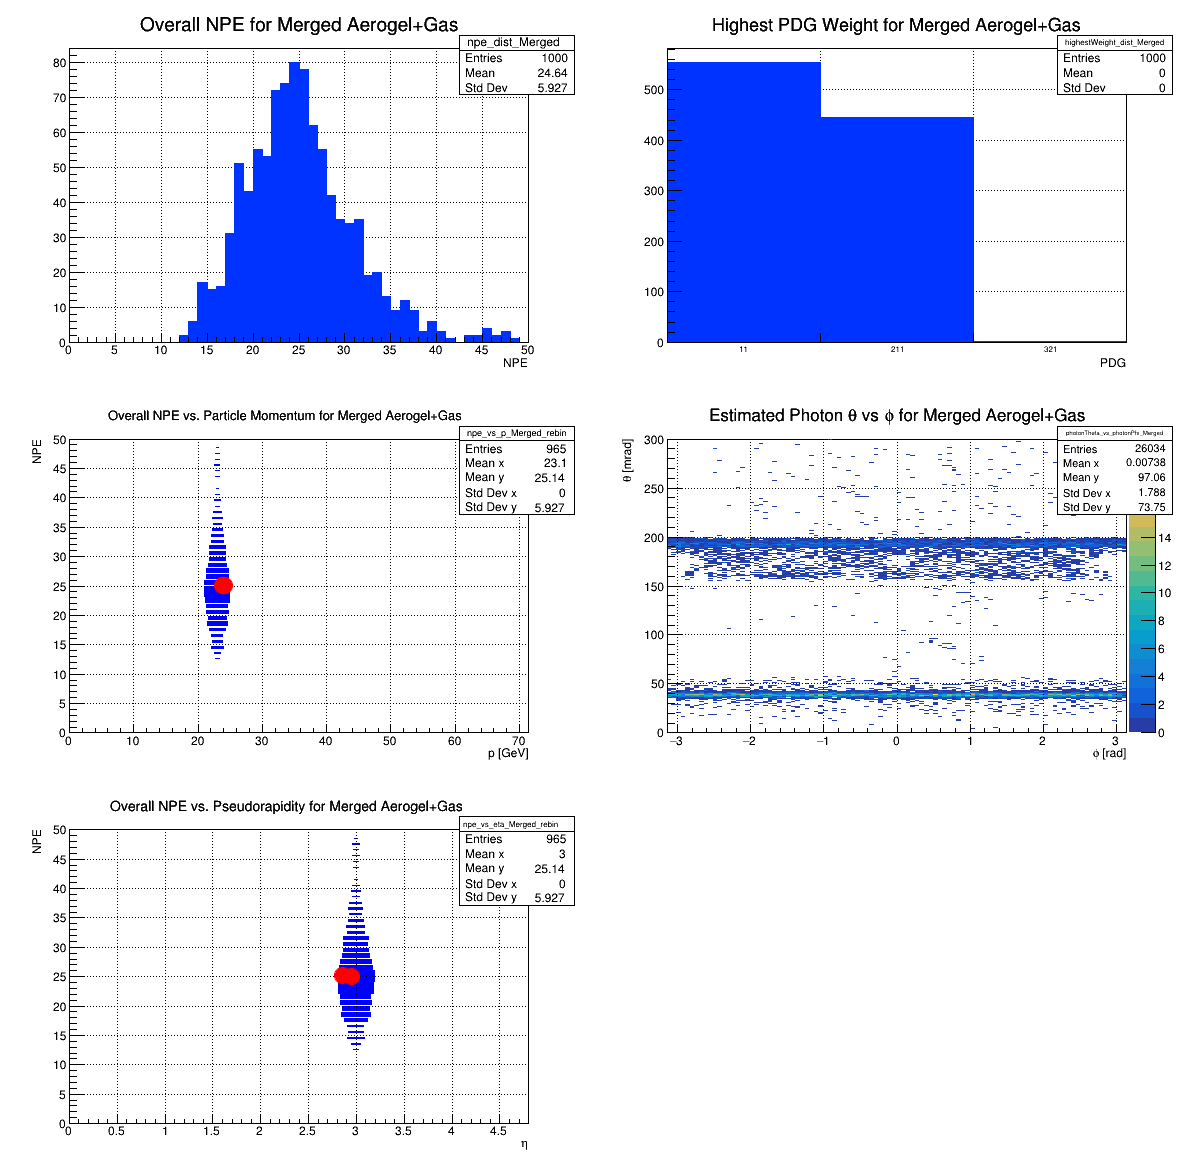 Overall NPE for Merged Aerogel+Gas
npe_dist_Merged
Entries 1000
Mean 24.64
Std Dev 5.927
80
70
60
50
40
30
20
10
0
0 5 10 15 20 25 30 35 40 45 50
NPE
Highest PDG Weight for Merged Aerogel+Gas
highestWeight_dist_Merged
Entries 1000
Mean 0
Std Dev 0
500
400
300
200
100
0
11 211 321
PDG
Overall NPE vs. Particle Momentum for Merged Aerogel+Gas
npe_vs_p_Merged_rebin
Entries 965
Mean x 23.1
Mean y 25.14
Std Dev x 0
Std Dev y 5.927
NPE
50
45
40
35
30
25
20
15
10
5
0
0 10 20 30 40 50 60 70
p [GeV]
Estimated Photon θ vs ϕ for Merged Aerogel+Gas
photonTheta_vs_photonPhi_Merged
Entries 26034
Mean x 0.00738
Mean y 97.06
Std Dev x 1.788
Std Dev y 73.75
θ [mrad]
300
250
200
150
100
50
0
−3 −2 −1 0 1 2 3
ϕ [rad]
14
12
10
8
6
4
2
0
Overall NPE vs. Pseudorapidity for Merged Aerogel+Gas
npe_vs_eta_Merged_rebin
Entries 965
Mean x 3
Mean y 25.14
Std Dev x 0
Std Dev y 5.927
NPE
50
45
40
35
30
25
20
15
10
5
0
0 0.5 1 1.5 2 2.5 3 3.5 4 4.5
η